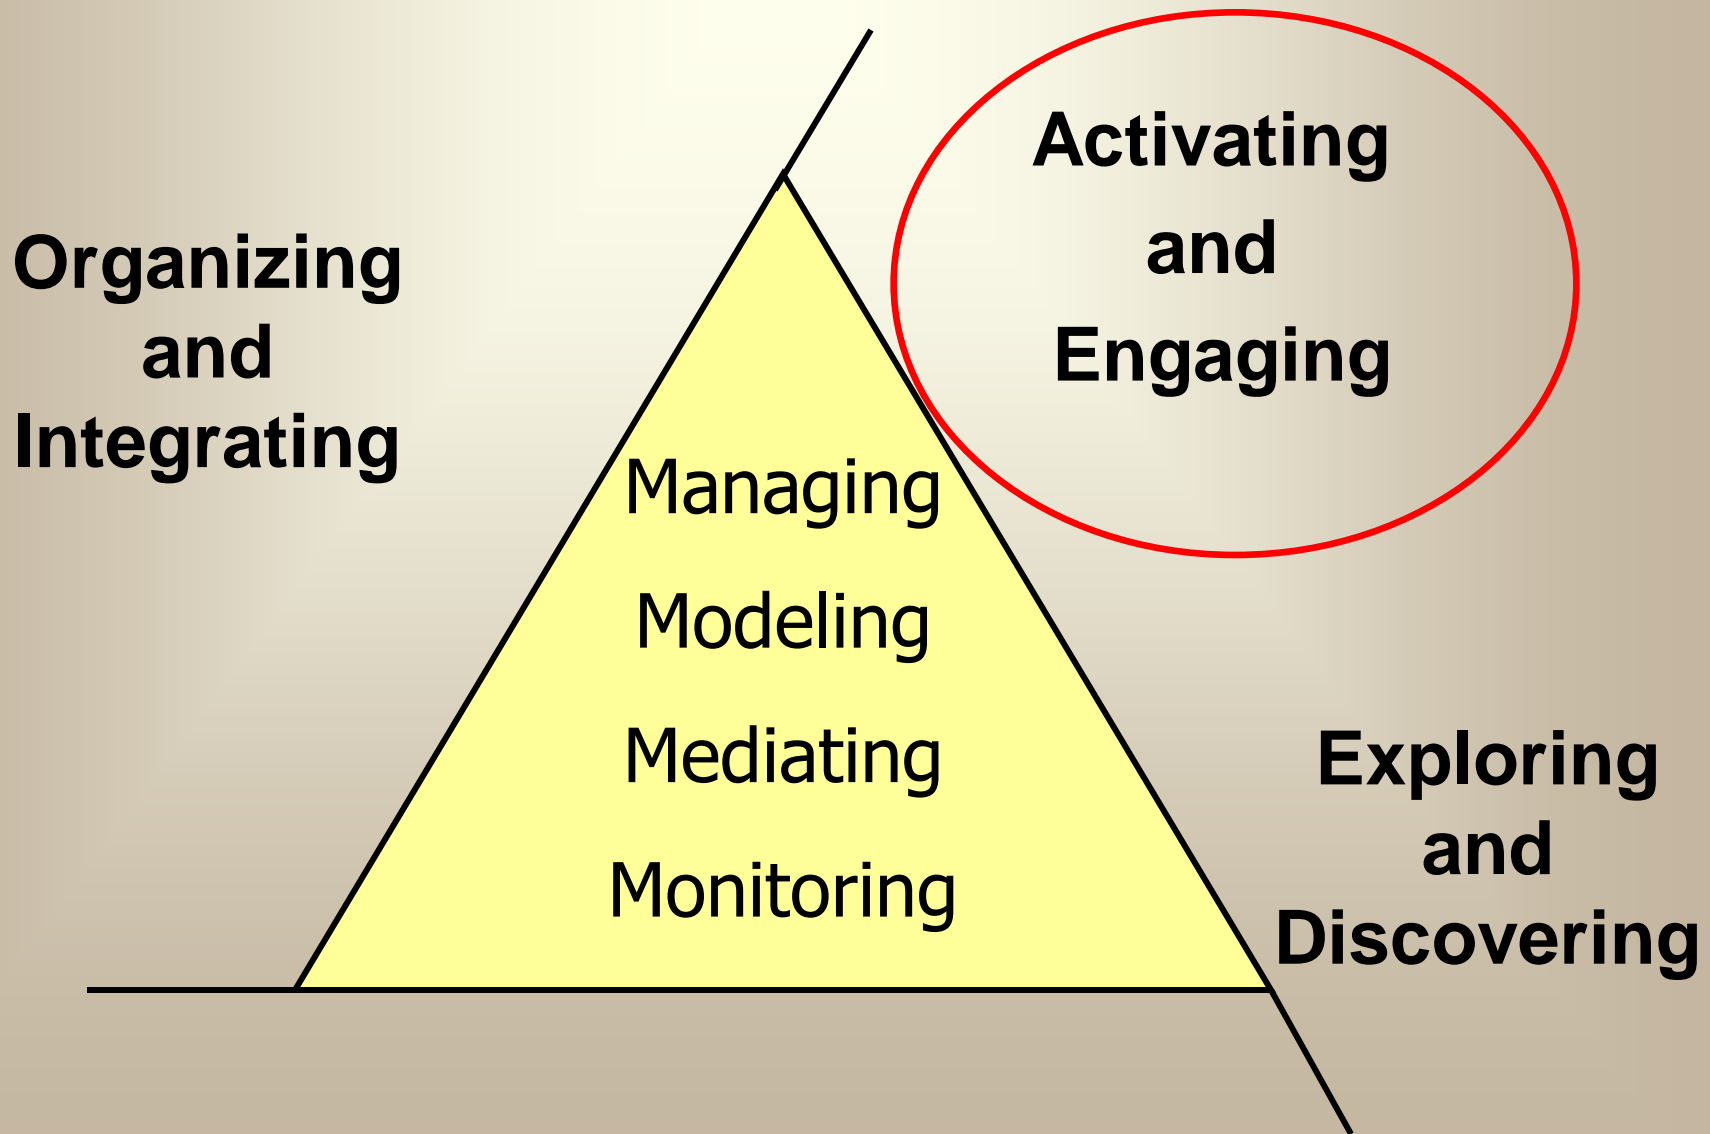 Activating
and
Engaging
Organizing
and
Integrating
Managing
Modeling
Mediating
Monitoring
Exploring
and
Discovering